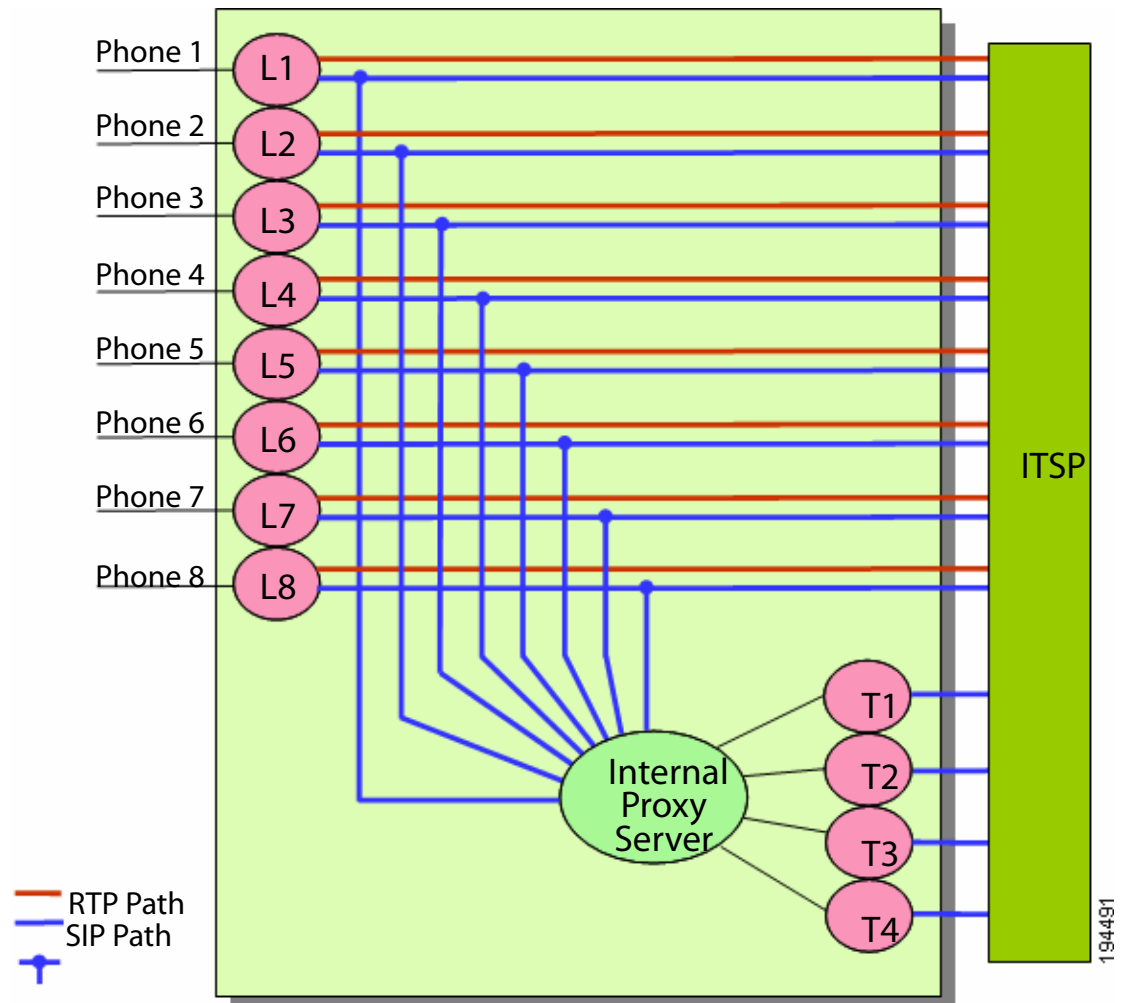 Phone 1
L1
Phone 2
L2
Phone 3
L3
Phone 4
L4
Phone 5
L5
Phone 6
L6
Phone 7
L7
Phone 8
L8
ITSP
T1
T2
T3
T4
Internal
Proxy
Server
RTP Path
SIP Path
194491